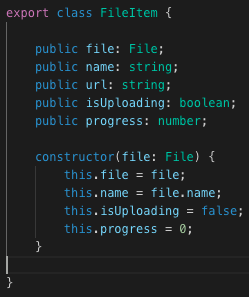 export class FileItem {
public file: File;
public name: string;
public url: string;
public isUploading: boolean;
public progress: number;
constructor(file: File) {
this.file = file;
this.name = file.name;
this.isUploading = false;
this.progress = 0;
}
}